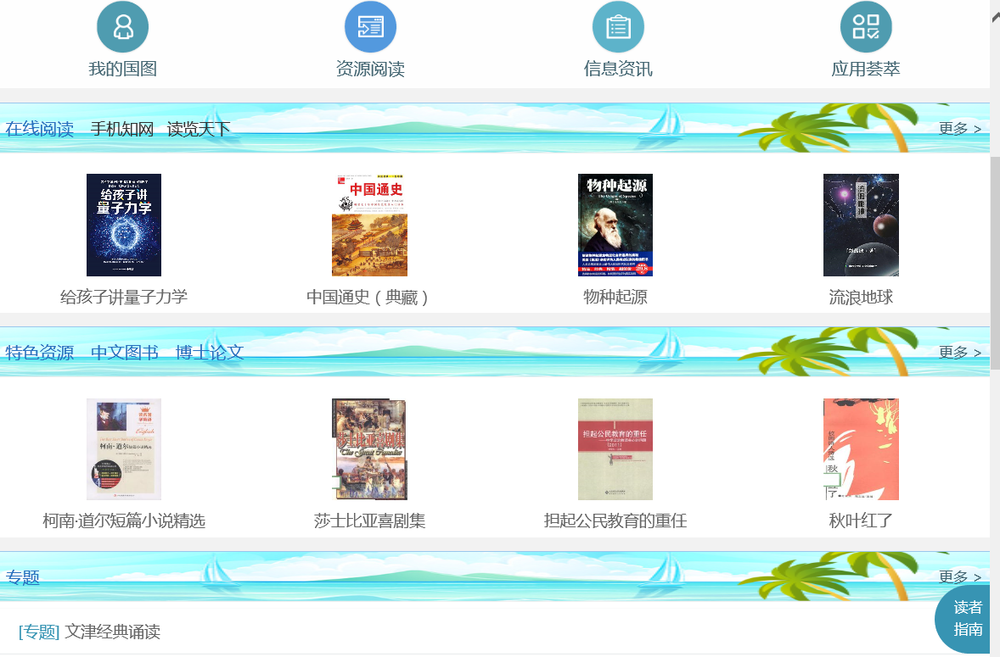 我的国图
资源阅读
信息资讯
应用荟萃
在线阅读 手机知网 读览天下
更多 >
给孩子讲
量子力学
中国通史
物种起源
The Origin of Species
流浪地球
给孩子讲量子力学
中国通史（典藏）
物种起源
流浪地球
特色资源 中文图书 博士论文
更多 >
柯南·道尔短篇小说精选
莎士比亚喜剧集
担起公民教育的重任
秋
了
柯南·道尔短篇小说精选
莎士比亚喜剧集
担起公民教育的重任
秋叶红了
专题
更多 >
读者
指南
[专题] 文津经典诵读